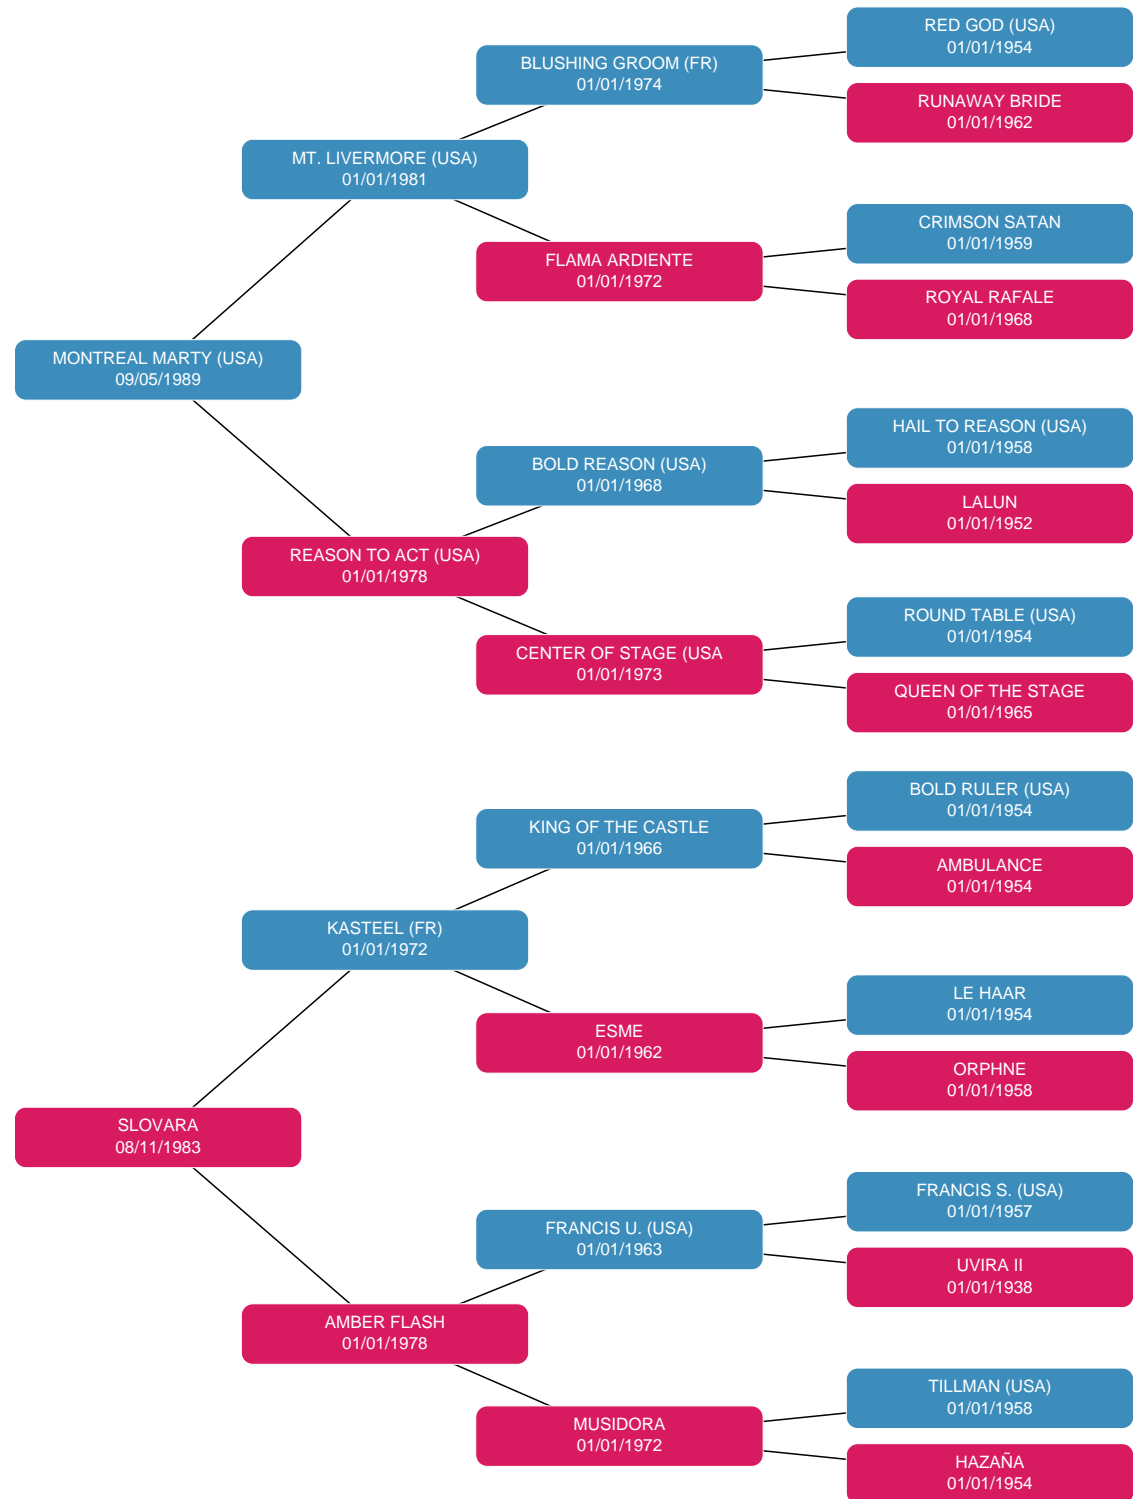 RED GOD (USA)
01/01/1954
BLUSHING GROOM (FR)
01/01/1974
RUNAWAY BRIDE
01/01/1962
MT. LIVERMORE (USA)
01/01/1981
CRIMSON SATAN
01/01/1959
FLAMA ARDIENTE
01/01/1972
ROYAL RAFALE
01/01/1968
MONTREAL MARTY (USA)
09/05/1989
HAIL TO REASON (USA)
01/01/1958
BOLD REASON (USA)
01/01/1968
LALUN
01/01/1952
REASON TO ACT (USA)
01/01/1978
ROUND TABLE (USA)
01/01/1954
CENTER OF STAGE (USA
01/01/1973
QUEEN OF THE STAGE
01/01/1965
BOLD RULER (USA)
01/01/1954
KING OF THE CASTLE
01/01/1966
AMBULANCE
01/01/1954
KASTEEL (FR)
01/01/1972
LE HAAR
01/01/1954
ESME
01/01/1962
ORPHNE
01/01/1958
SLOVARA
08/11/1983
FRANCIS S. (USA)
01/01/1957
FRANCIS U. (USA)
01/01/1963
UVIRA II
01/01/1938
AMBER FLASH
01/01/1978
TILLMAN (USA)
01/01/1958
MUSIDORA
01/01/1972
HAZAÑA
01/01/1954